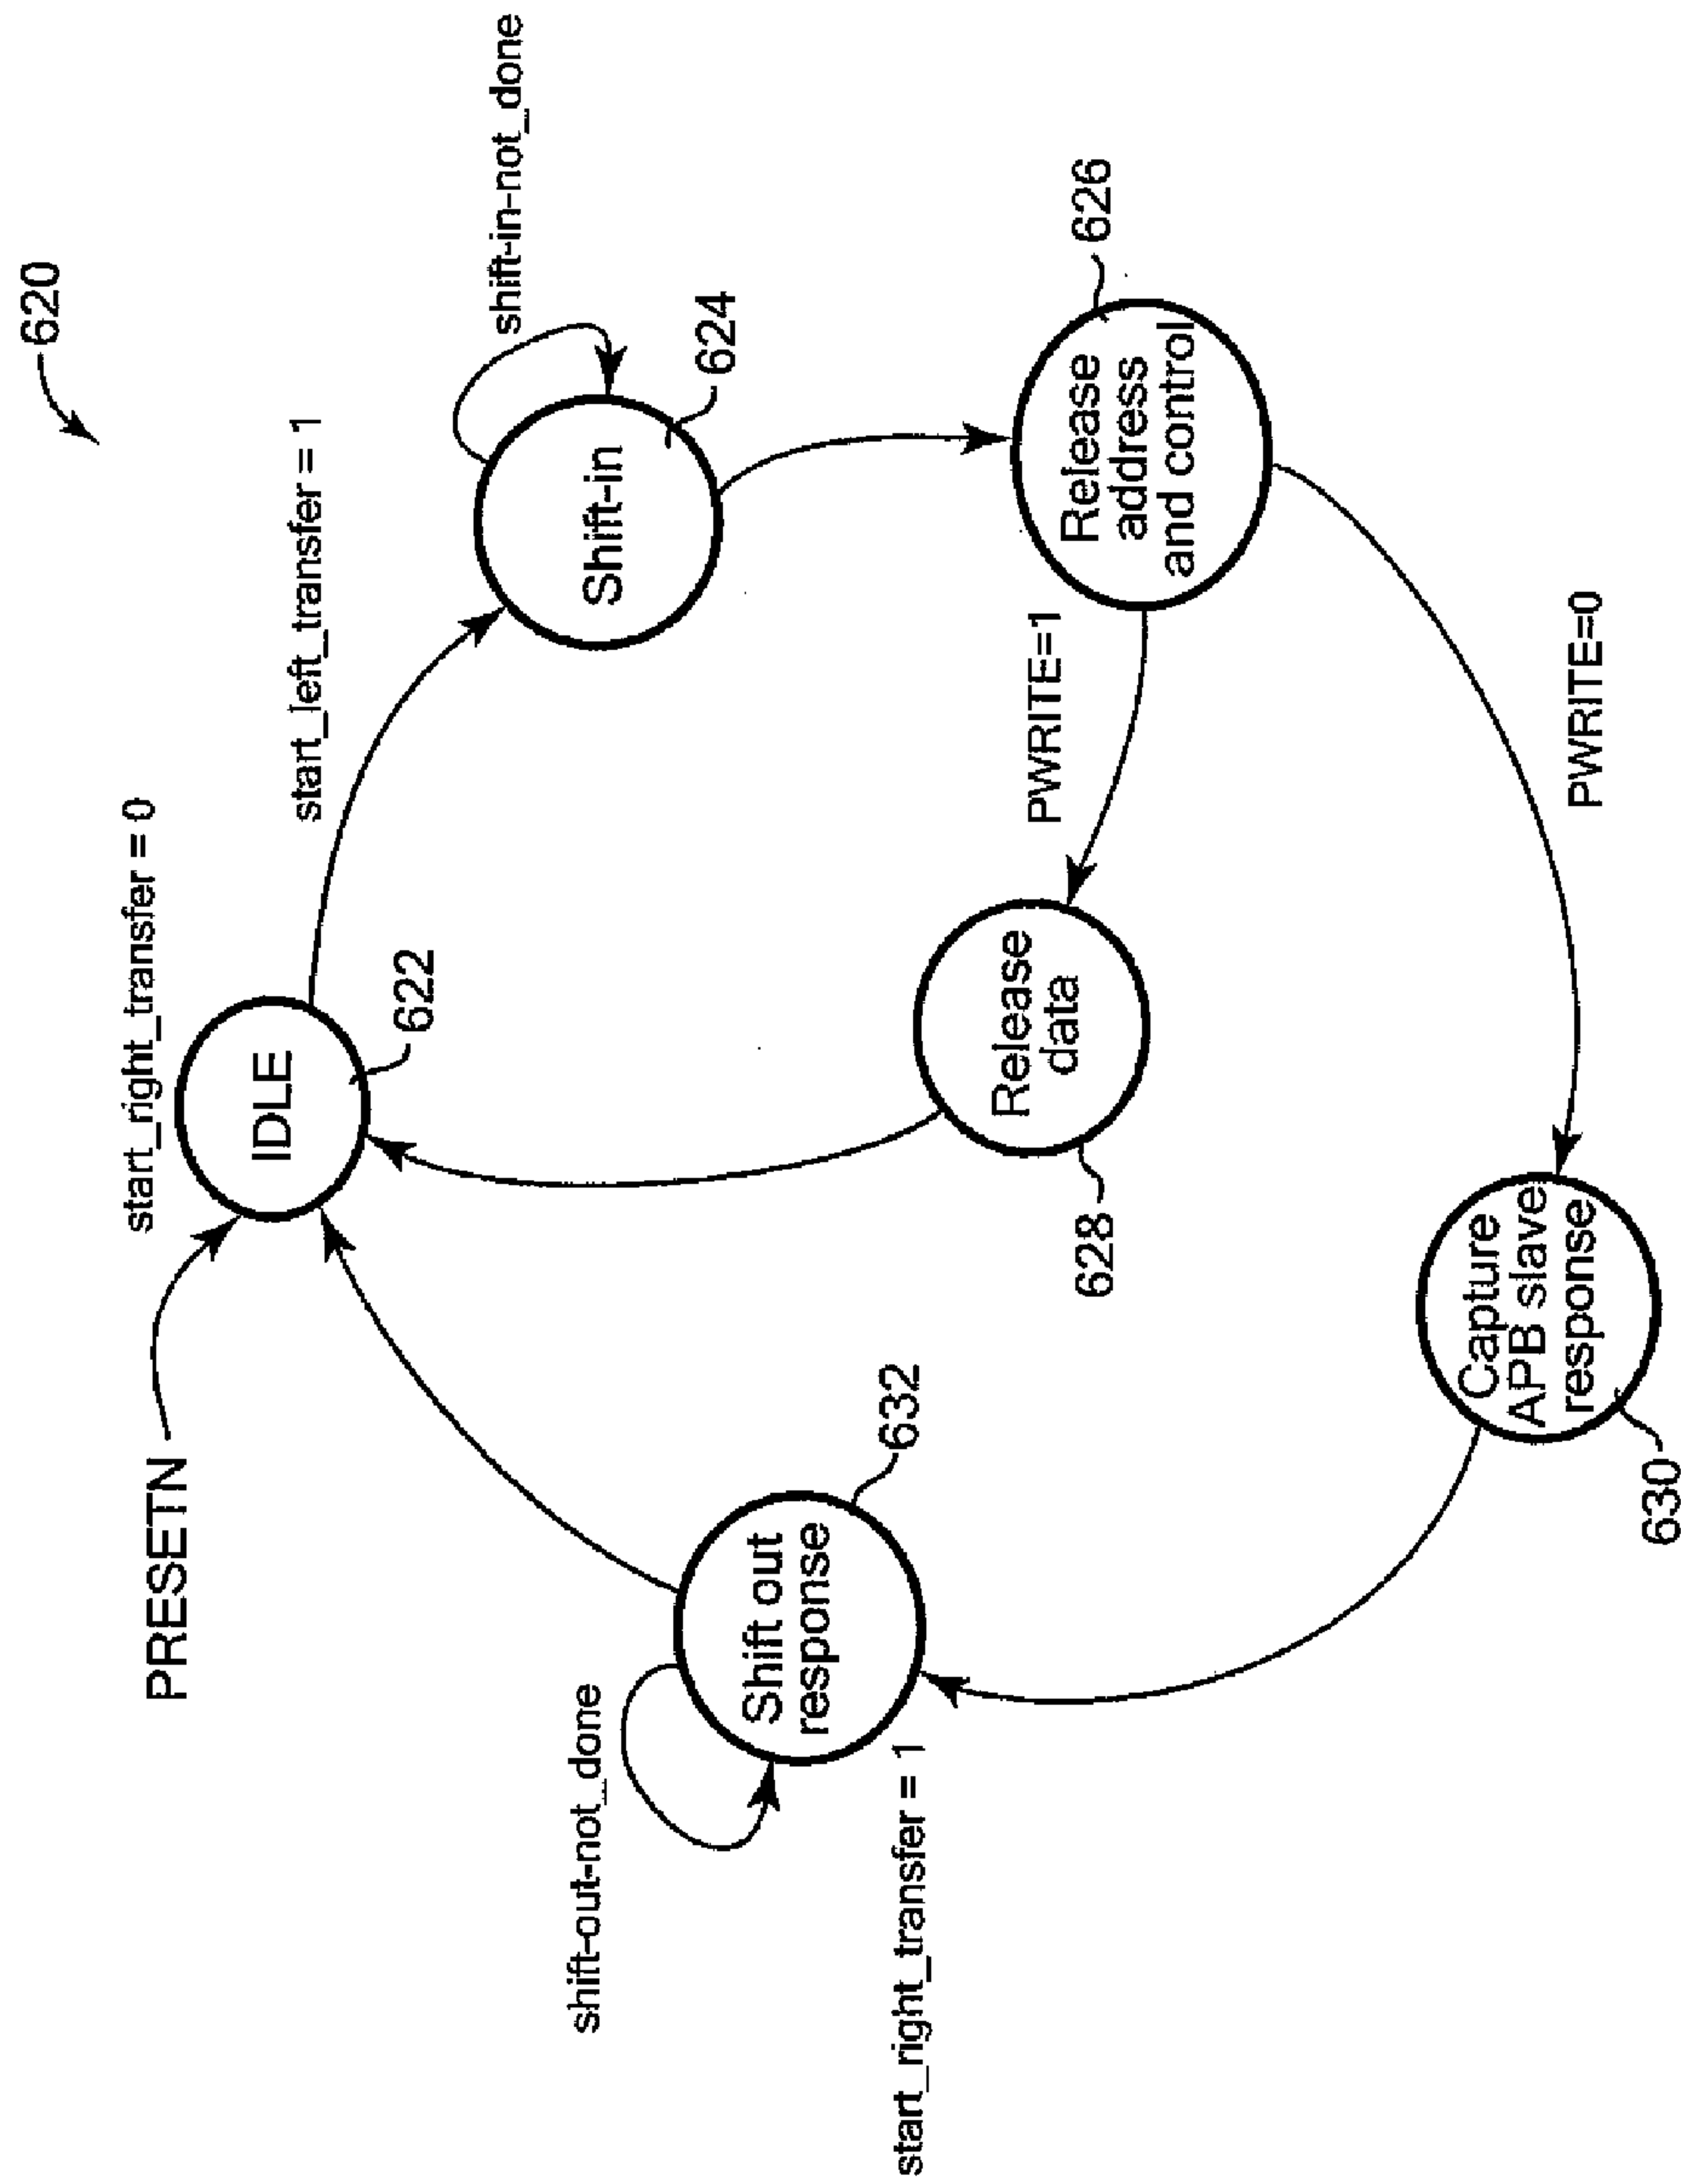 620
start_right_transfer = 0
PRESETN
IDLE
622
start_left_transfer = 1
shift-in-not_done
Shift-in
624
shift-out-not_done
Shift out
response
632
start_right_transfer = 1
Release
data
628
PWRITE=1
Release
address
and control
626
PWRITE=0
Capture
APB slave
response
630